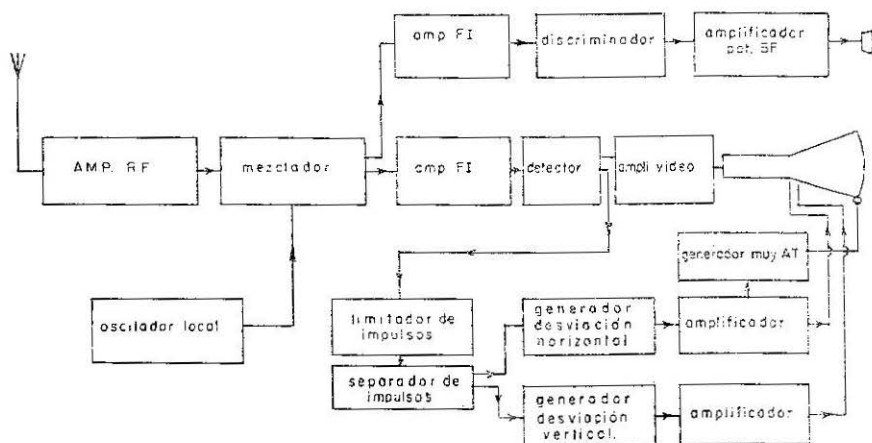 amp FI
discriminador
amplificador
pot. BF
AMP. R.F.
mezclador
amp FI
detector
ampli video
generador muy AT
oscilador local
limitador de
impulsos
generador
desviación
horizontal
amplificador
separador de
impulsos
generador
desviación
vertical.
amplificador